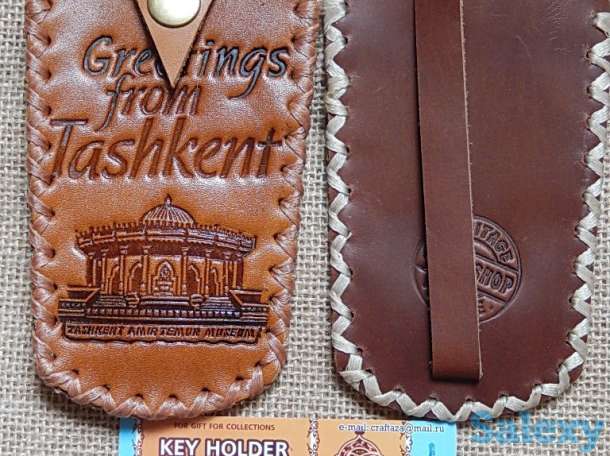 Greetings
from
Tashkent
TASHKENT AMIR TEMUR MUSEUM
SHOP
FOR GIFT FOR COLLECTIONS
e-mail: craftaza@mail.ru
KEY HOLDER
Salexy